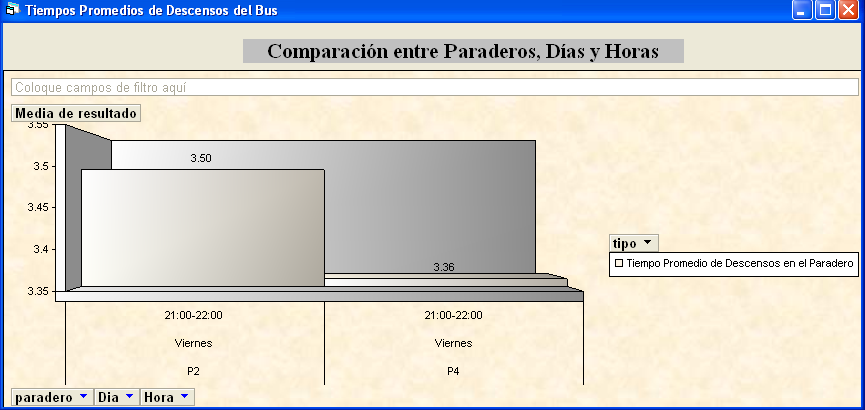 Tiempos Promedios de Descensos del Bus
Comparación entre Paraderos, Días y Horas
Coloque campos de filtro aquí
Media de resultado
3.55
3.5
3.45
3.4
3.35
3.50
3.36
tipo
Tiempo Promedio de Descensos en el Paradero
21:00-22:00 21:00-22:00
Viernes Viernes
P2 P4
paradero Dia Hora